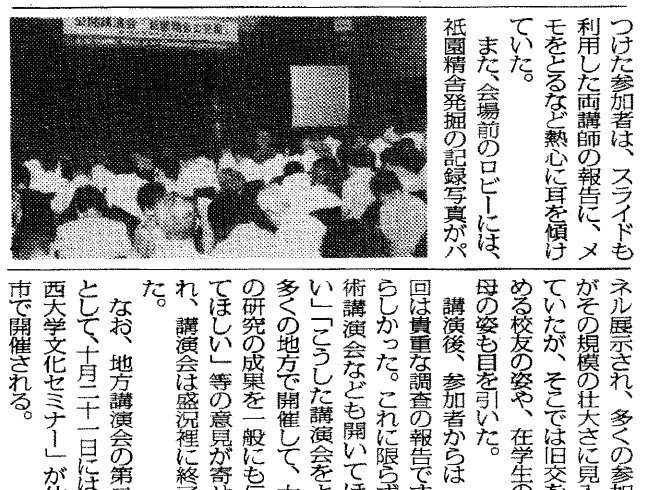 公開講演会
つけた参加者は、スライドも
利用した両講師の報告に、メ
モをとるなど熱心に耳を傾け
ていた。
また、会場前のロビーには、
祇園精舎発掘の記録写真がパ
ネル展示され、多くの参加
がその規模の壮大さに見入
ていたが、そこでは旧交を
める校友の姿や、在学生の
母の姿も目を引いた。
講演後、参加者からは
回は貴重な調査の報告です
らしかった。これに限らず
術講演会なども開いてほ
い」「こうした講演会をと
多くの地方で開催して、
の研究の成果を一般にも
てほしい」等の意見が寄せ
れ、講演会は盛況裡に終了
た。
なお、地方講演会の第
として、十月二十一日には
西大学文化セミナー」が
市で開催される。